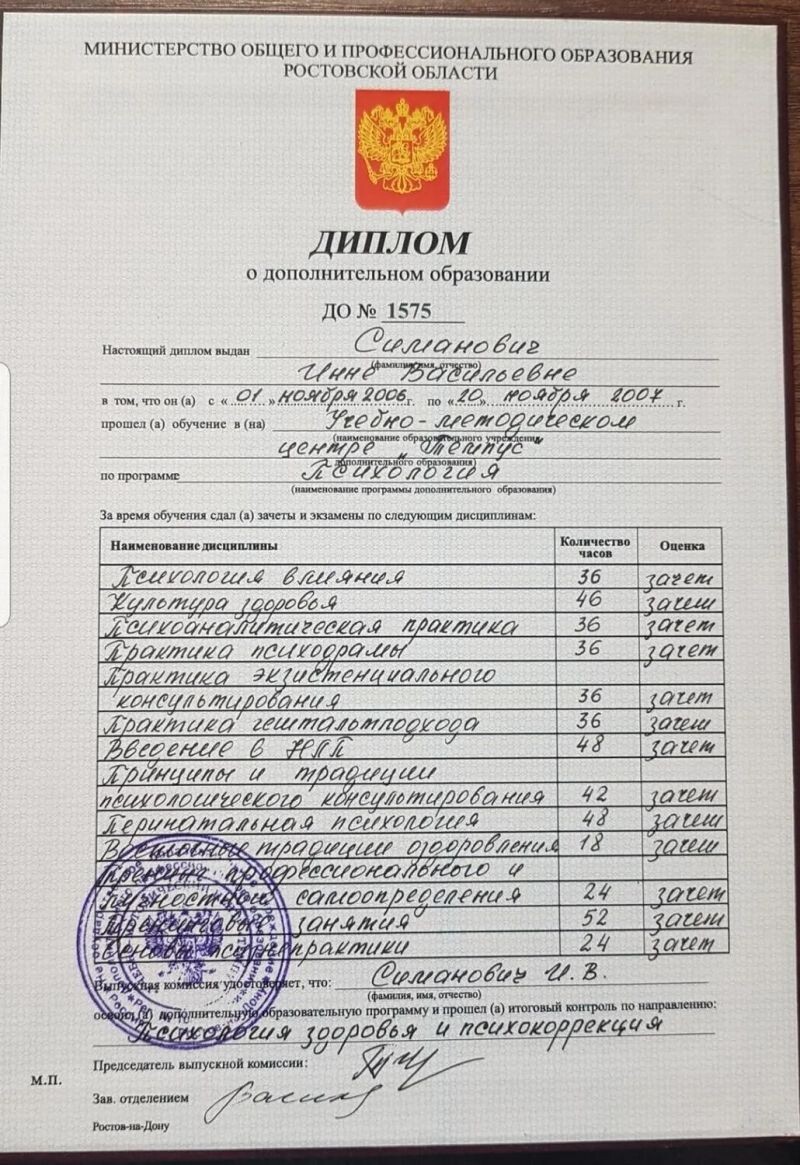 МИНИСТЕРСТВО ОБЩЕГО И ПРОФЕССИОНАЛЬНОГО ОБРАЗОВАНИЯ
РОСТОВСКОЙ ОБЛАСТИ
ДИПЛОМ
о дополнительном образовании
ДО № 1575
Настоящий диплом выдан Симанович
(фамилия, имя, отчество)
Инне Васильевне
в том, что он (а) с «01» ноября 2006 г. по «20» ноября 2007 г.
прошел (а) обучение в (на) Учебно-методическом
(наименование образовательного учреждения
центре "Темпус"
дополнительного образования)
по программе Психология
(наименование программы дополнительного образования)
За время обучения сдал (а) зачеты и экзамены по следующим дисциплинам:
Наименование дисциплины Количество часов Оценка
Психология влияния 36 зачет
Культура здоровья 46 зачет
Психоаналитическая практика 36 зачет
Практика психодрамы 36 зачет
Практика экзистенциального
консультирования 36 зачет
Практика гештальтподхода 36 зачет
Введение в НЛП 48 зачет
Принципы и традиции
психологического консультирования 42 зачет
Перинатальная психология 48 зачет
Восточные традиции оздоровления 18 зачет
Тренинг профессионального и
личностного самоопределения 24 зачет
Тренинговые занятия 52 зачет
Основы психопрактики 24 зачет
Выпускная комиссия удостоверяет, что: Симанович И. В.
(фамилия, имя, отчество)
освоил (а) дополнительную образовательную программу и прошел (а) итоговый контроль по направлению:
Психология здоровья и психокоррекция
Председатель выпускной комиссии:
М.П.
Зав. отделением
Ростов-на-Дону